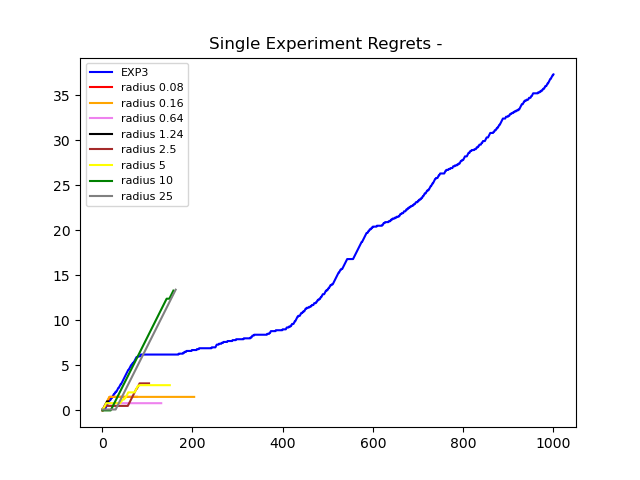 Single Experiment Regrets -
EXP3
radius 0.08
radius 0.16
radius 0.64
radius 1.24
radius 2.5
radius 5
radius 10
radius 25
35
30
25
20
15
10
5
0
0 200 400 600 800 1000